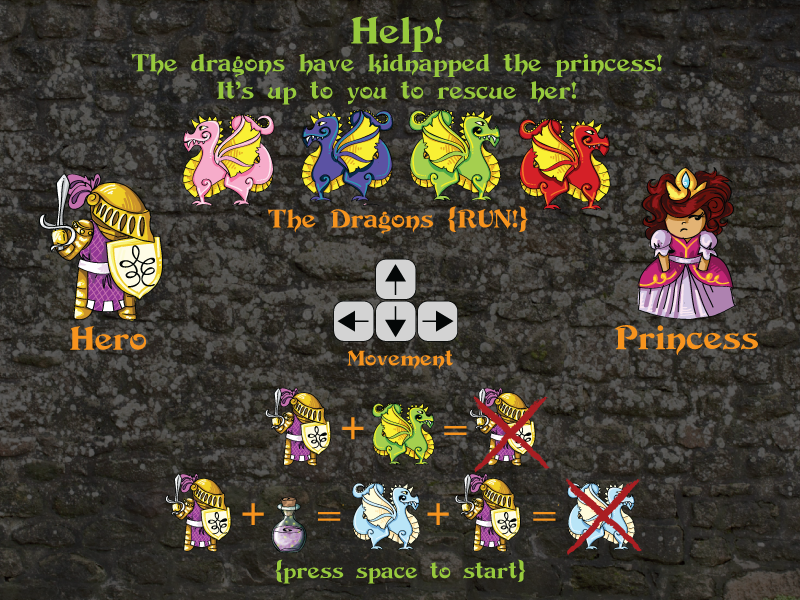 Help!
The dragons have kidnapped the princess!
It's up to you to rescue her!
The Dragons {RUN!}
Hero
Princess
Movement
+ =
+ = + =
{press space to start}